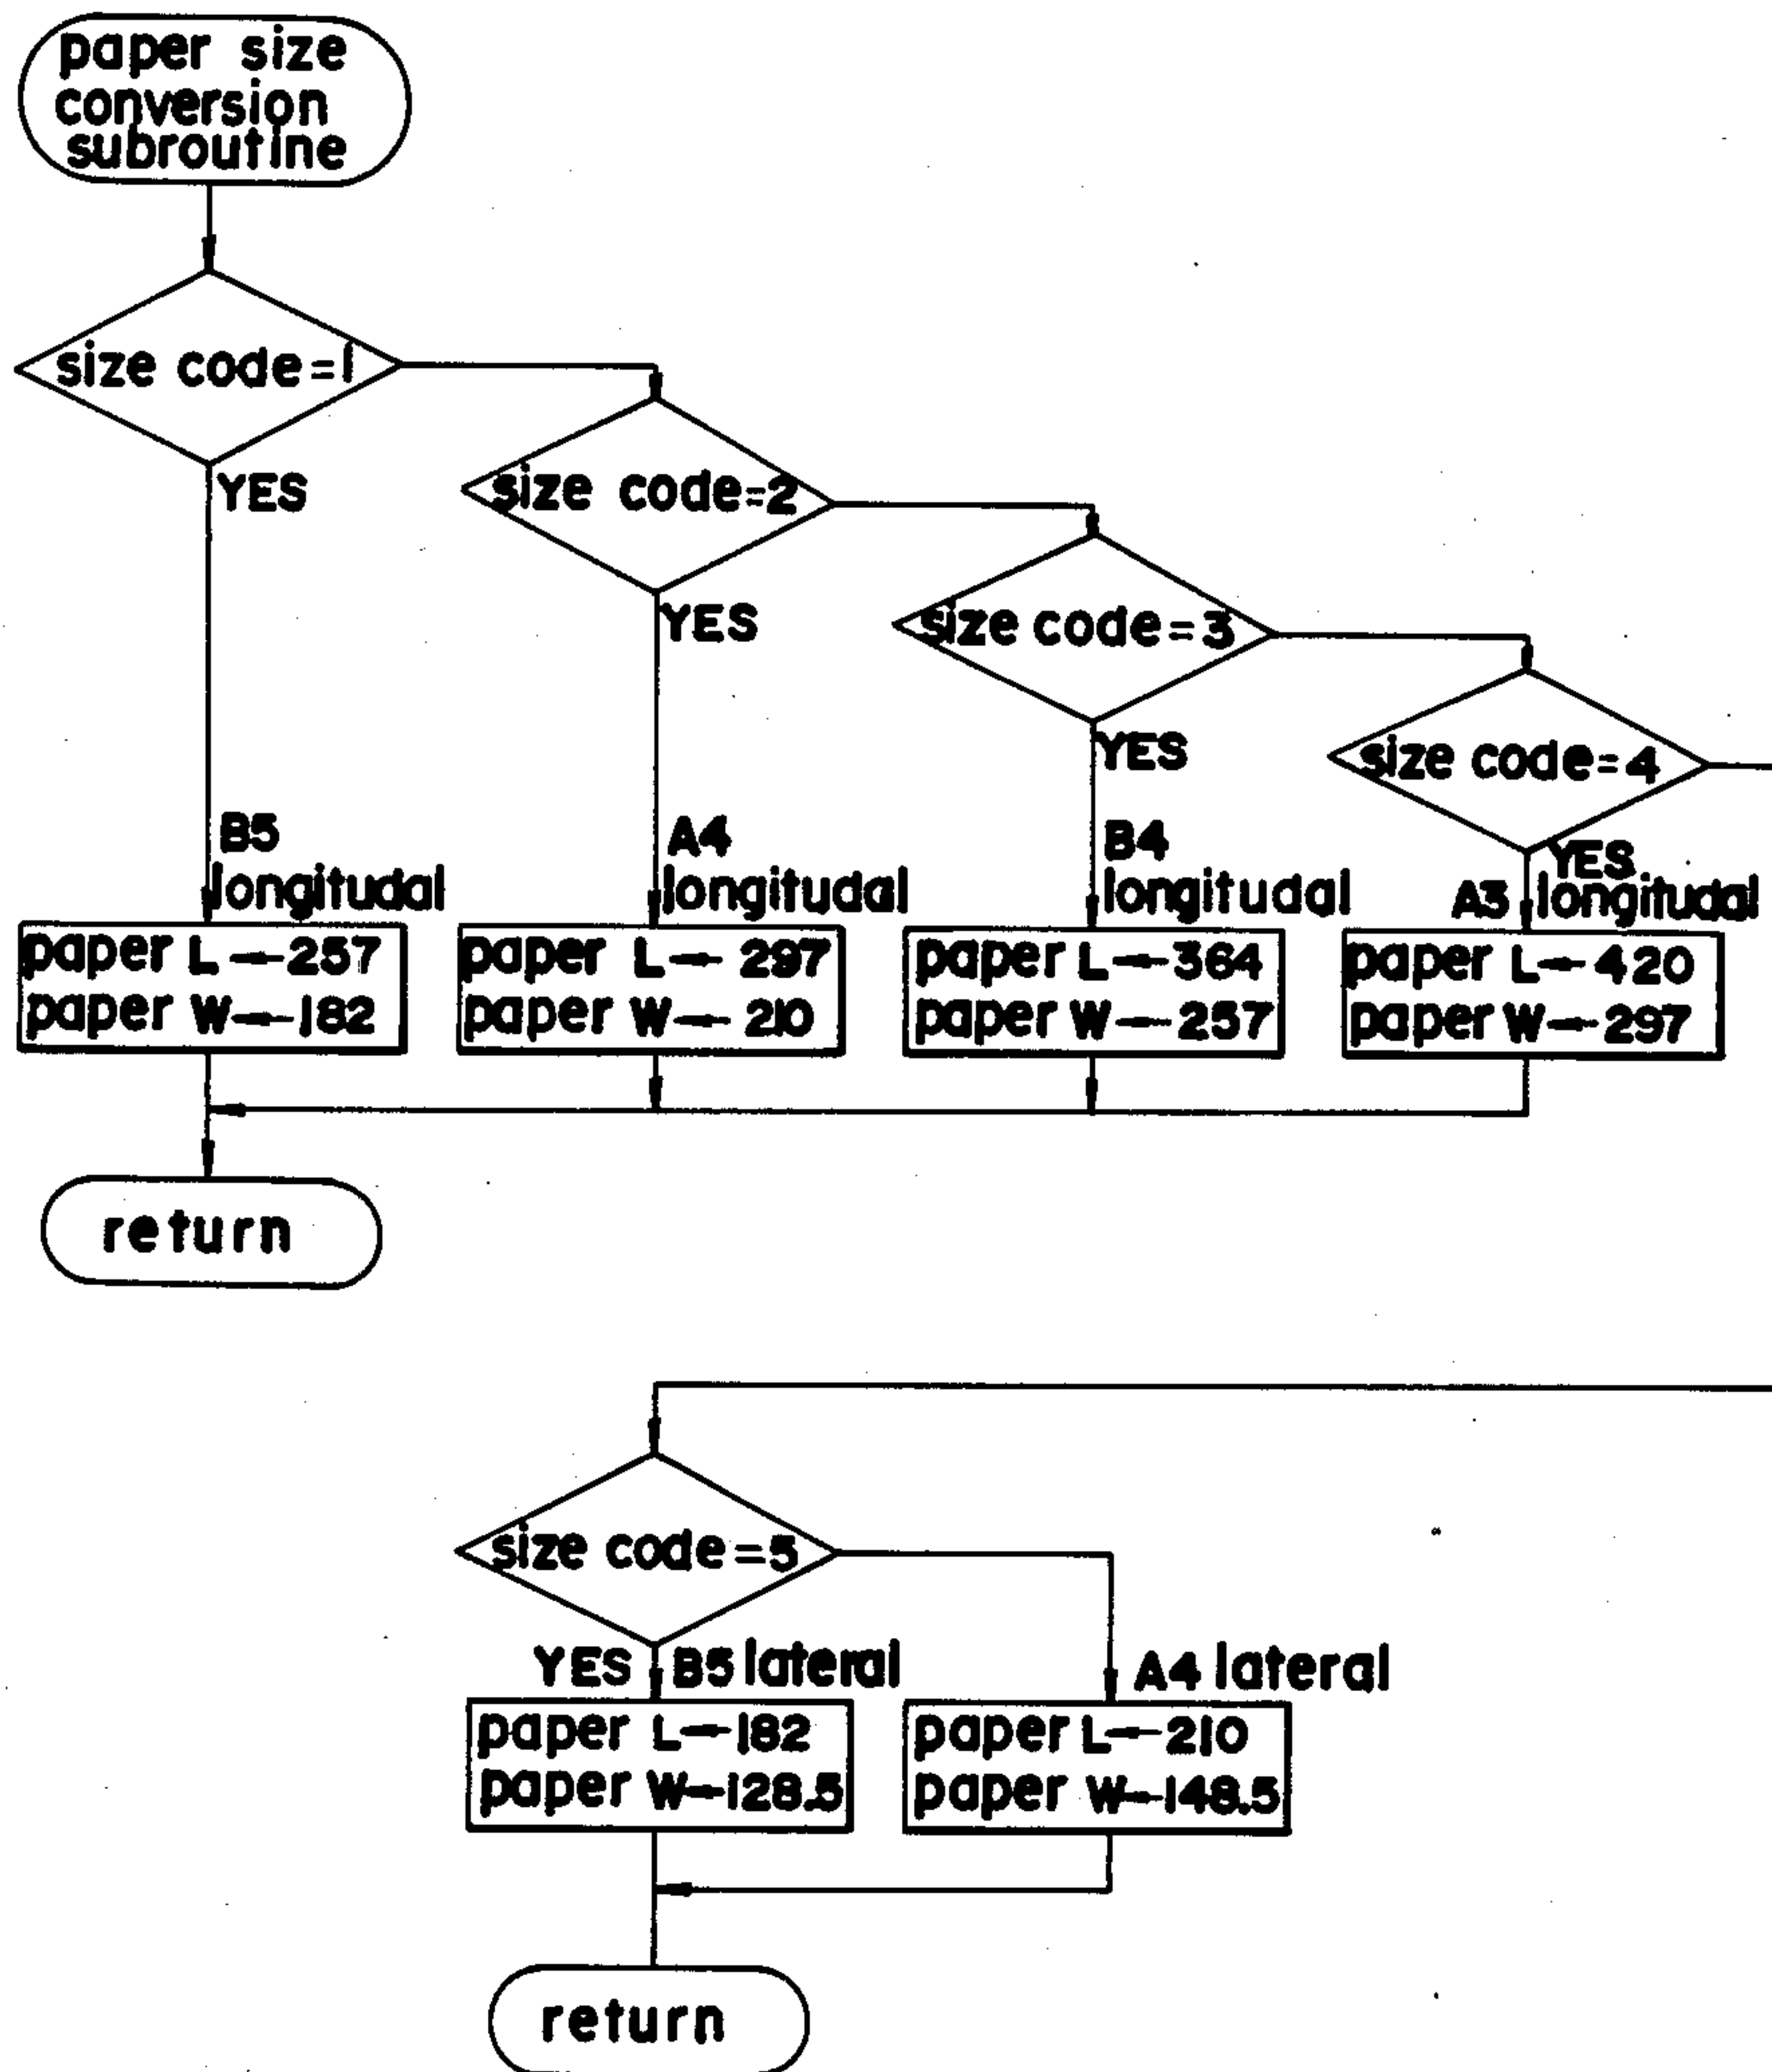 paper size
conversion
subroutine
size code=1
YES
size code=2
YES
size code=3
YES
size code=4
YES
B5
longitudal
A4
longitudal
B4
longitudal
A3 longitudal
paper L←257
paper W←182
paper L←297
paper W←210
paper L←364
paper W←257
paper L←420
paper W←297
return
size code=5
YES B5 lateral
A4 lateral
paper L←182
paper W←128.5
paper L←210
paper W←148.5
return